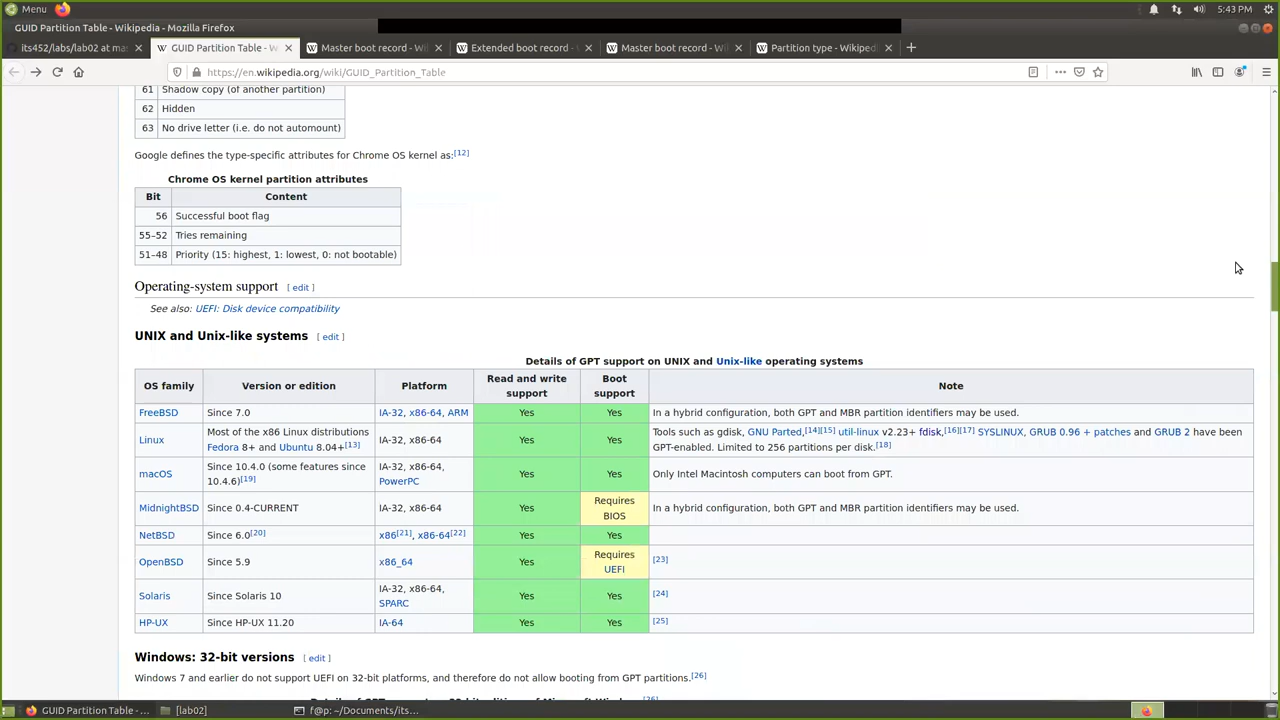 Menu
5:43 PM
GUID Partition Table - Wikipedia - Mozilla Firefox
its452/labs/lab02 at ma
GUID Partition Table - W
Master boot record - Wi
Extended boot record -
Master boot record - Wi
Partition type - Wikiped
https://en.wikipedia.org/wiki/GUID_Partition_Table
61 Shadow copy (of another partition)
62 Hidden
63 No drive letter (i.e. do not automount)
Google defines the type-specific attributes for Chrome OS kernel as:[12]
Chrome OS kernel partition attributes
Bit Content
56 Successful boot flag
55–52 Tries remaining
51–48 Priority (15: highest, 1: lowest, 0: not bootable)
Operating-system support [ edit ]
See also: UEFI: Disk device compatibility
UNIX and Unix-like systems [ edit ]
Details of GPT support on UNIX and Unix-like operating systems
OS family Version or edition Platform Read and write support Boot support Note
FreeBSD Since 7.0 IA-32, x86-64, ARM Yes Yes In a hybrid configuration, both GPT and MBR partition identifiers may be used.
Linux Most of the x86 Linux distributions Fedora 8+ and Ubuntu 8.04+[13] IA-32, x86-64 Yes Yes Tools such as gdisk, GNU Parted,[14][15] util-linux v2.23+ fdisk,[16][17] SYSLINUX, GRUB 0.96 + patches and GRUB 2 have been GPT-enabled. Limited to 256 partitions per disk.[18]
macOS Since 10.4.0 (some features since 10.4.6)[19] IA-32, x86-64, PowerPC Yes Yes Only Intel Macintosh computers can boot from GPT.
MidnightBSD Since 0.4-CURRENT IA-32, x86-64 Yes Requires BIOS In a hybrid configuration, both GPT and MBR partition identifiers may be used.
NetBSD Since 6.0[20] x86[21], x86-64[22] Yes Yes
OpenBSD Since 5.9 x86_64 Yes Requires UEFI [23]
Solaris Since Solaris 10 IA-32, x86-64, SPARC Yes Yes [24]
HP-UX Since HP-UX 11.20 IA-64 Yes Yes [25]
Windows: 32-bit versions [ edit ]
Windows 7 and earlier do not support UEFI on 32-bit platforms, and therefore do not allow booting from GPT partitions.[26]
GUID Partition Table - ...
[lab02]
f@p: ~/Documents/its...